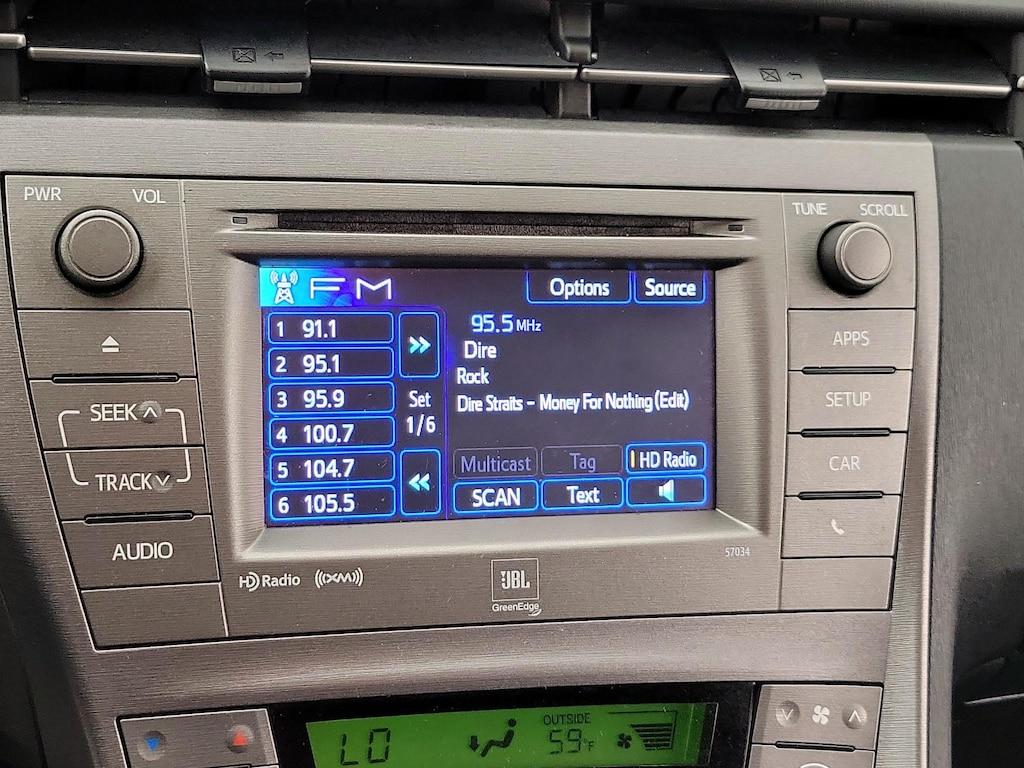 PWR VOL
TUNE SCROLL
FM
Options
Source
1 91.1
2 95.1
3 95.9
4 100.7
5 104.7
6 105.5
Set
1/6
95.5 MHz
Dire
Rock
Dire Straits - Money For Nothing (Edit)
Multicast
Tag
HD Radio
SCAN
Text
SEEK
TRACK
AUDIO
APPS
SETUP
CAR
57034
HD Radio
((XM))
JBL
GreenEdge
LO
OUTSIDE
59°F